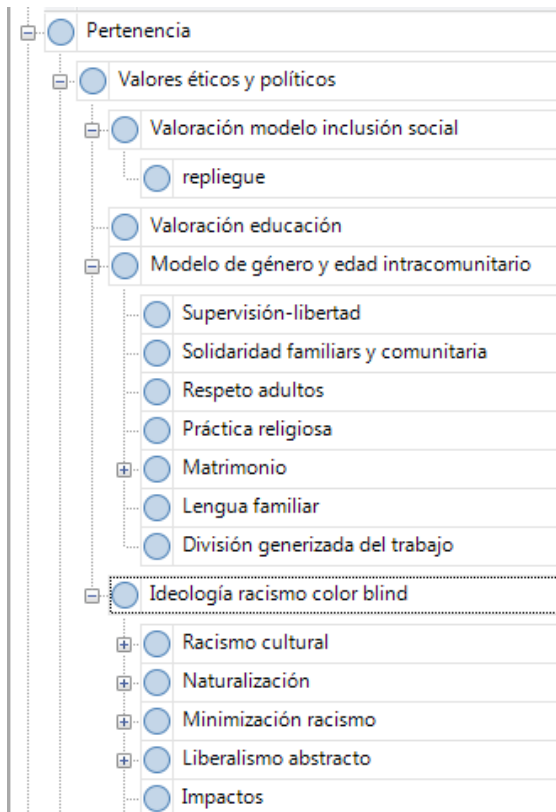 Pertenencia
Valores éticos y políticos
Valoración modelo inclusión social
repliegue
Valoración educación
Modelo de género y edad intracomunitario
Supervisión-libertad
Solidaridad familiars y comunitaria
Respeto adultos
Práctica religiosa
Matrimonio
Lengua familiar
División generizada del trabajo
Ideología racismo color blind
Racismo cultural
Naturalización
Minimización racismo
Liberalismo abstracto
Impactos